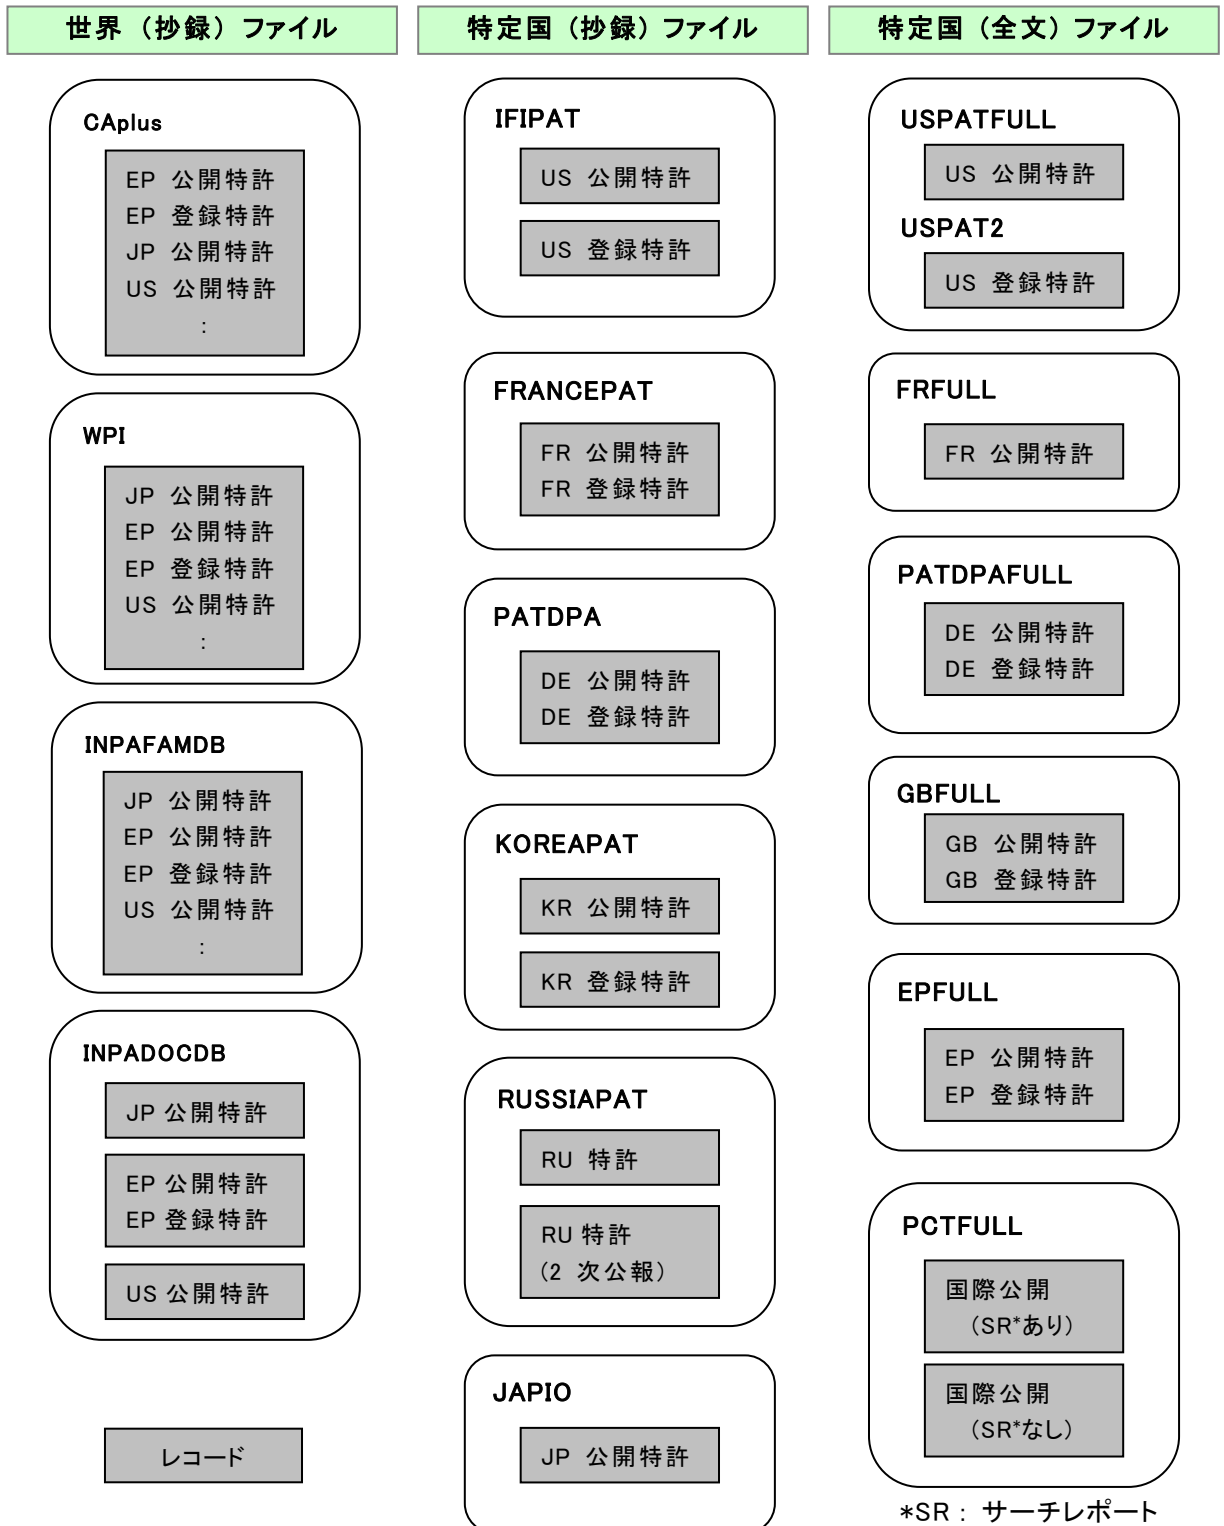 世界（抄録）ファイル
CAplus
EP 公開特許
EP 登録特許
JP 公開特許
US 公開特許
：
WPI
JP 公開特許
EP 公開特許
EP 登録特許
US 公開特許
：
INPAFAMDB
JP 公開特許
EP 公開特許
EP 登録特許
US 公開特許
：
INPADOCDB
JP 公開特許
EP 公開特許
EP 登録特許
US 公開特許
レコード
特定国（抄録）ファイル
IFIPAT
US 公開特許
US 登録特許
FRANCEPAT
FR 公開特許
FR 登録特許
PATDPA
DE 公開特許
DE 登録特許
KOREAPAT
KR 公開特許
KR 登録特許
RUSSIAPAT
RU 特許
RU 特許
（2 次公報）
JAPIO
JP 公開特許
特定国（全文）ファイル
USPATFULL
US 公開特許
USPAT2
US 登録特許
FRFULL
FR 公開特許
PATDPAFULL
DE 公開特許
DE 登録特許
GBFULL
GB 公開特許
GB 登録特許
EPFULL
EP 公開特許
EP 登録特許
PCTFULL
国際公開
（SR*あり）
国際公開
（SR*なし）
*SR： サーチレポート